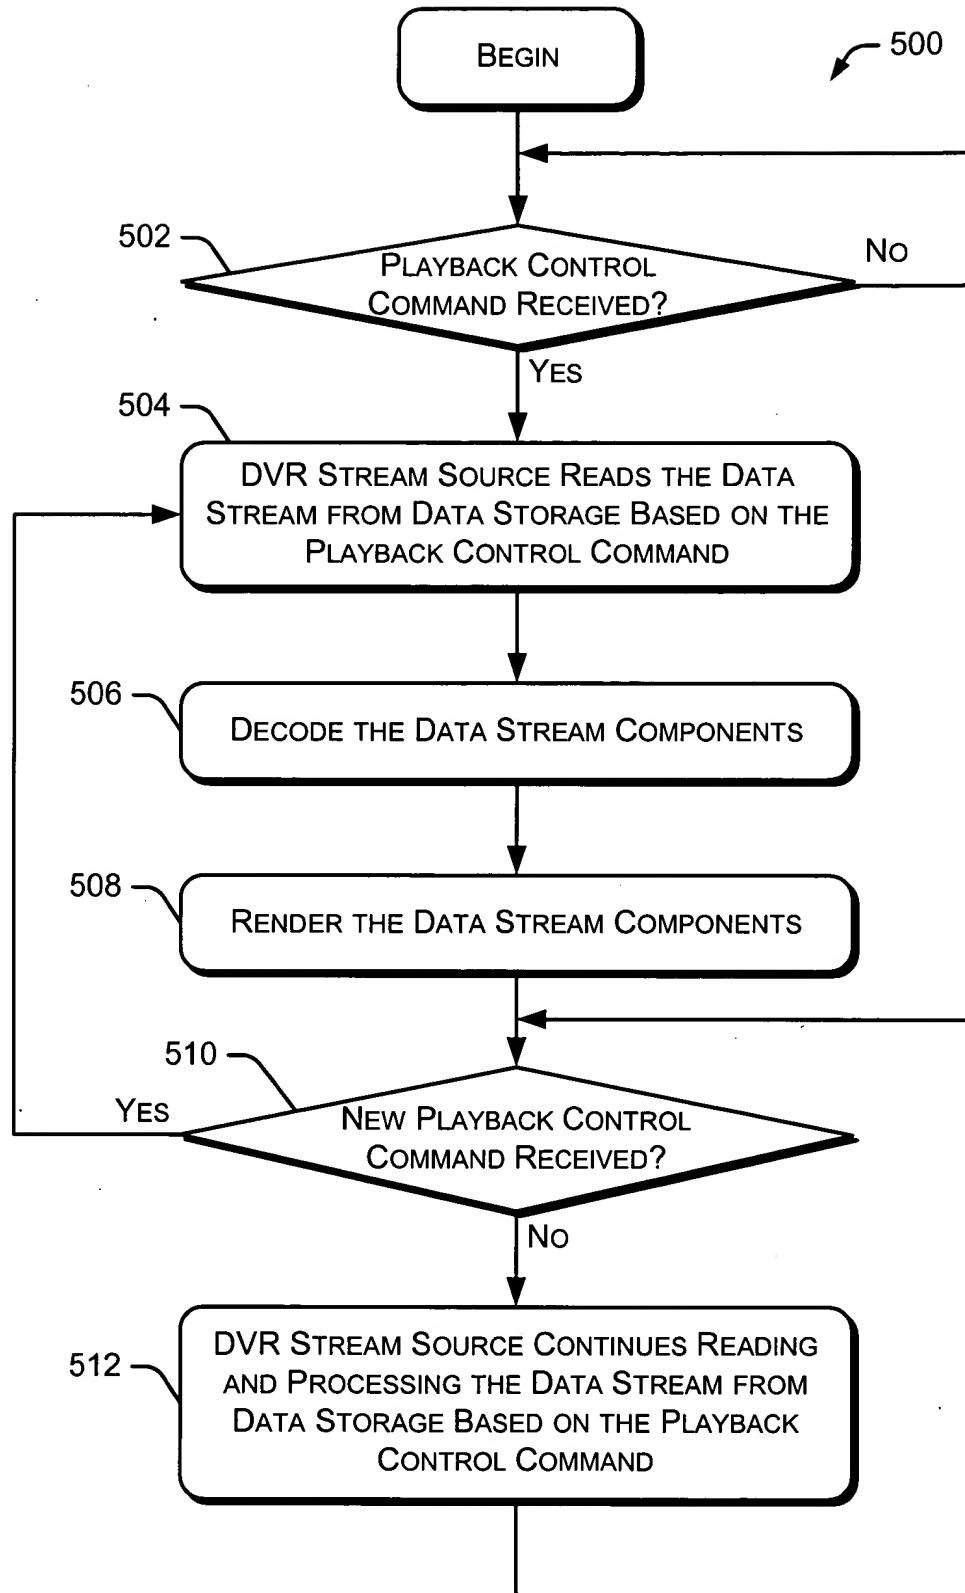 BEGIN
500
502
PLAYBACK CONTROL
COMMAND RECEIVED?
NO
YES
504
DVR STREAM SOURCE READS THE DATA
STREAM FROM DATA STORAGE BASED ON THE
PLAYBACK CONTROL COMMAND
506
DECODE THE DATA STREAM COMPONENTS
508
RENDER THE DATA STREAM COMPONENTS
510
YES
NEW PLAYBACK CONTROL
COMMAND RECEIVED?
NO
512
DVR STREAM SOURCE CONTINUES READING
AND PROCESSING THE DATA STREAM FROM
DATA STORAGE BASED ON THE PLAYBACK
CONTROL COMMAND